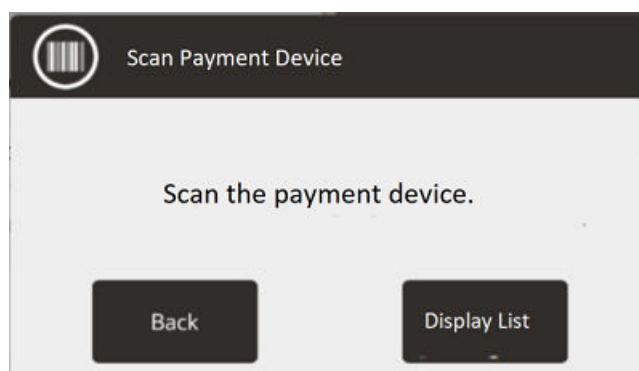 Scan Payment Device
Scan the payment device.
Back
Display List